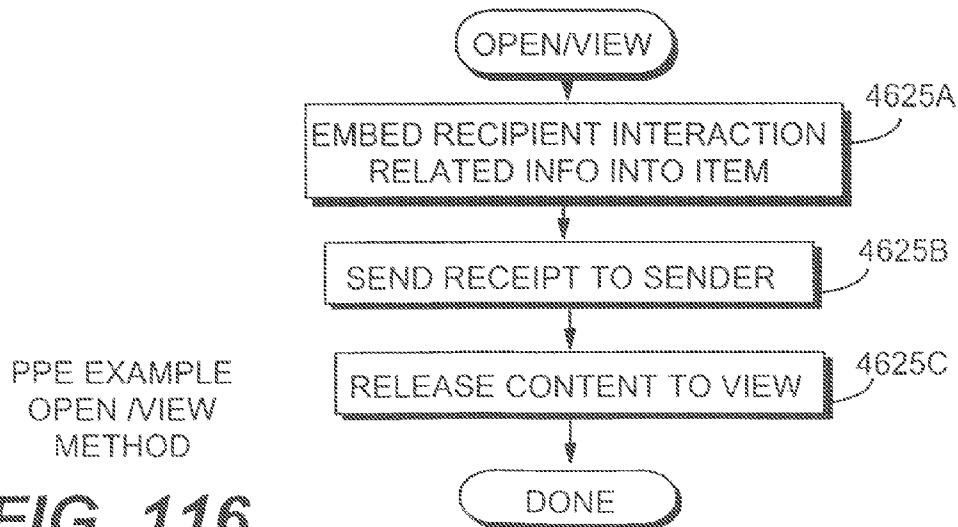 OPEN/VIEW
4625A
EMBED RECIPIENT INTERACTION
RELATED INFO INTO ITEM
4625B
SEND RECEIPT TO SENDER
4625C
RELEASE CONTENT TO VIEW
DONE
PPE EXAMPLE
OPEN /VIEW
METHOD
FIG. 116